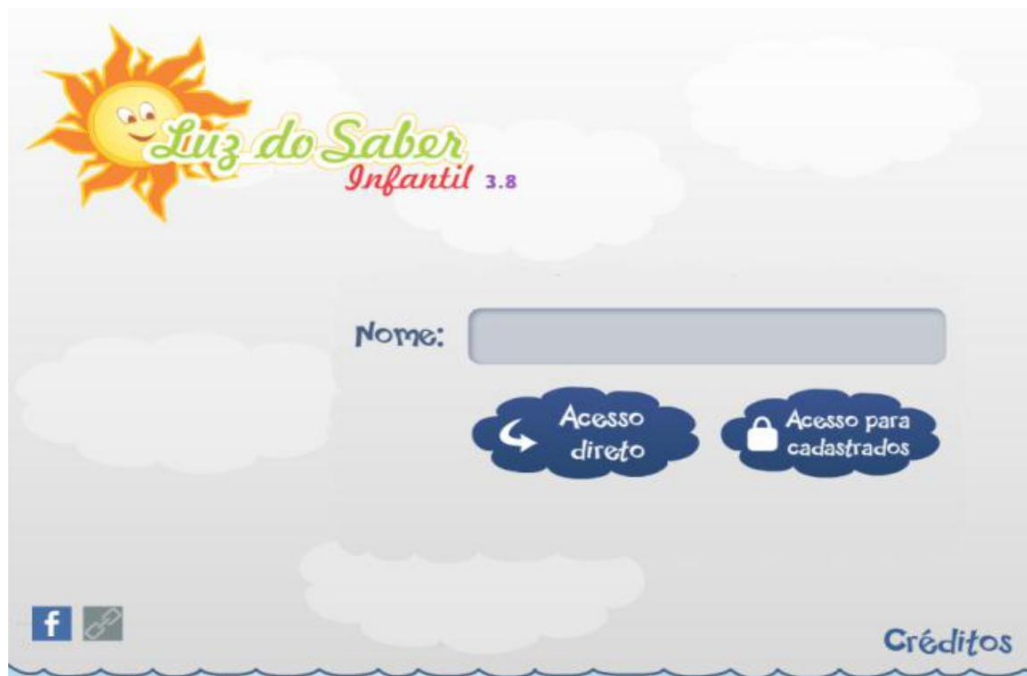 Luz do Saber
Infantil 3.8
Nome:
Acesso
direto
Acesso para
cadastrados
f
Créditos